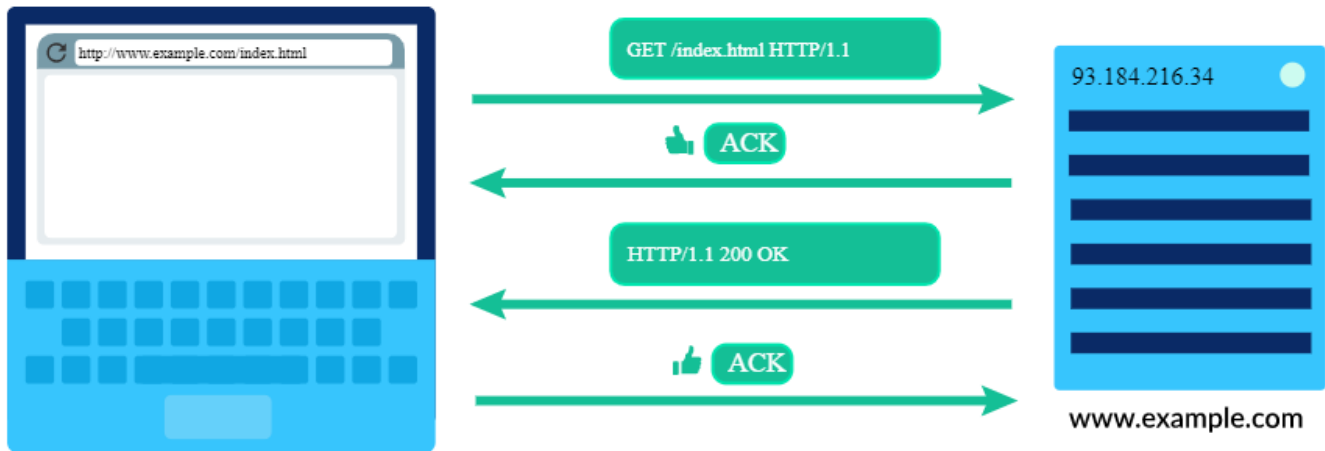 http://www.example.com/index.html
GET /index.html HTTP/1.1
ACK
HTTP/1.1 200 OK
ACK
93.184.216.34
www.example.com